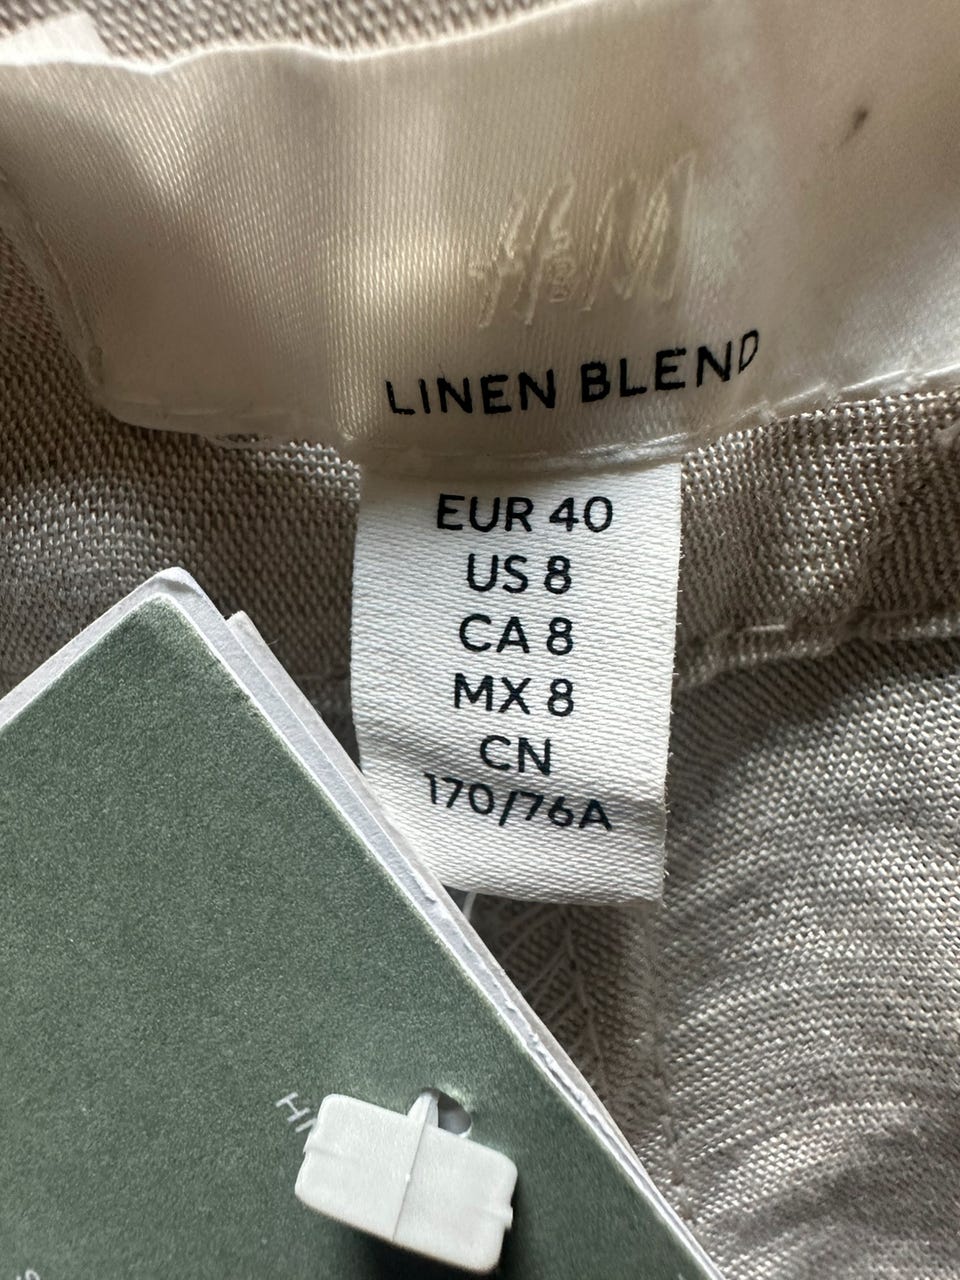 H&M
LINEN BLEND
EUR 40
US 8
CA 8
MX 8
CN
170/76A